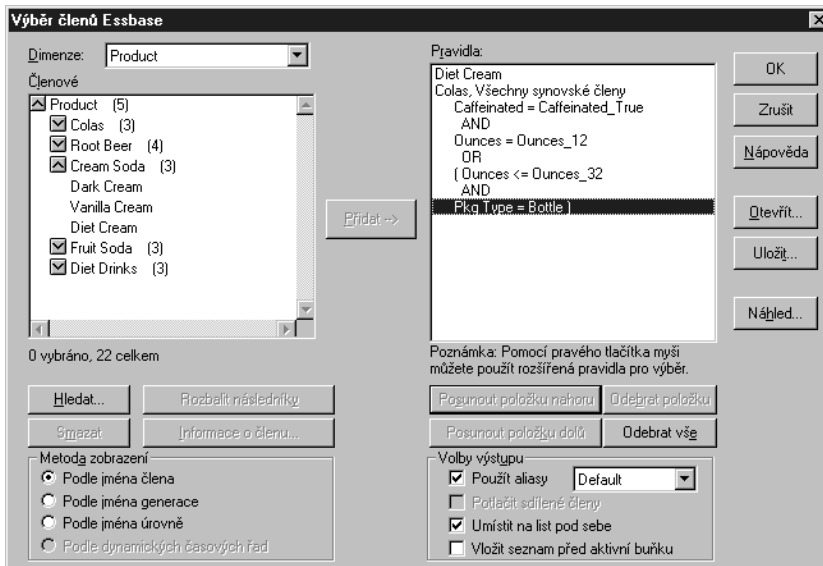 Výběr členů Essbase
Dimenze: Product
Členové
Product (5)
Colas (3)
Root Beer (4)
Cream Soda (3)
Dark Cream
Vanilla Cream
Diet Cream
Fruit Soda (3)
Diet Drinks (3)
0 vybráno, 22 celkem
Přidat -->
Pravidla:
Diet Cream
Colas, Všechny synovské členy
Caffeinated = Caffeinated_True
AND
Ounces = Ounces_12
OR
( Ounces <= Ounces_32
AND
Pkg Type = Bottle )
Poznámka: Pomocí pravého tlačítka myši
můžete použít rozšířená pravidla pro výběr.
OK
Zrušit
Nápověda
Otevřít...
Uložit...
Náhled...
Hledat...
Rozbalit následníky
Smazat
Informace o členu...
Posunout položku nahoru
Odebrat položku
Posunout položku dolů
Odebrat vše
Metoda zobrazení
Podle jména člena
Podle jména generace
Podle jména úrovně
Podle dynamických časových řad
Volby výstupu
Použít aliasy Default
Potlačit sdílené členy
Umístit na list pod sebe
Vložit seznam před aktivní buňku